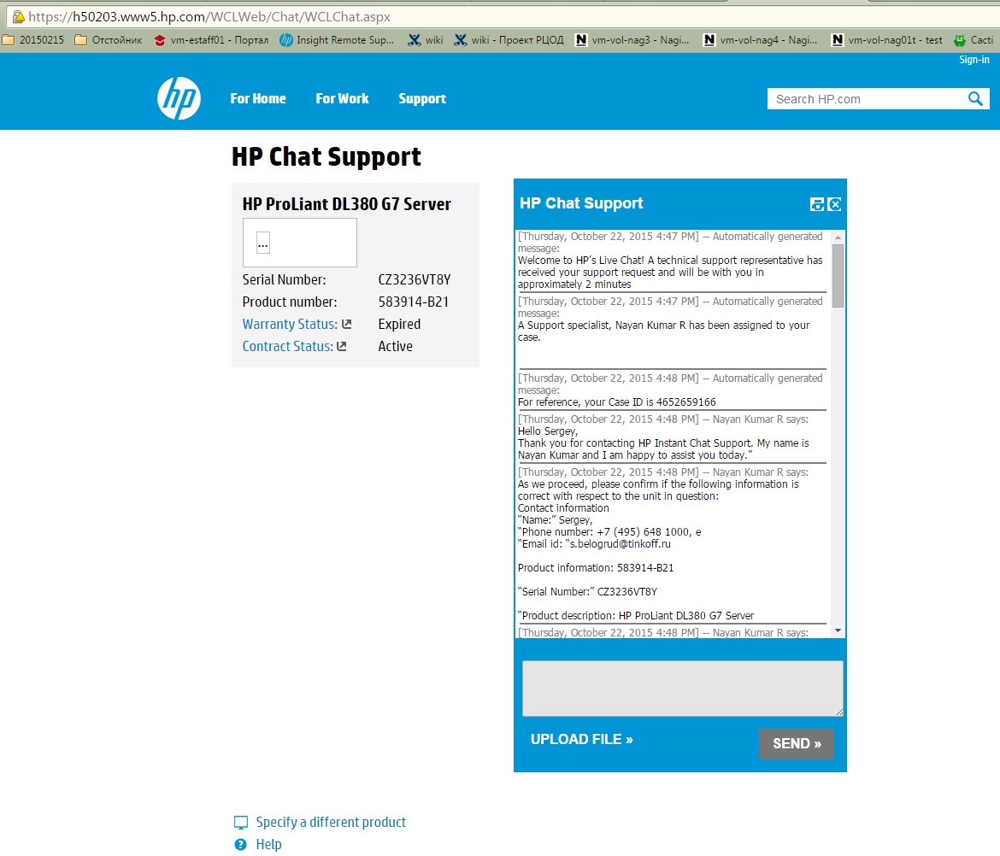 https://h50203.www5.hp.com/WCLWeb/Chat/WCLChat.aspx
20150215 Отстойник vm-estaff01 - Портал Insight Remote Sup... wiki wiki - Проект РЦОД vm-vol-nag3 - Nagi... vm-vol-nag4 - Nagi... vm-vol-nag01t - test Cacti
Sign-in
hp For Home For Work Support Search HP.com
HP Chat Support
HP ProLiant DL380 G7 Server
...
Serial Number: CZ3236VT8Y
Product number: 583914-B21
Warranty Status: Expired
Contract Status: Active
HP Chat Support
[Thursday, October 22, 2015 4:47 PM] -- Automatically generated
message:
Welcome to HP’s Live Chat! A technical support representative has
received your support request and will be with you in
approximately 2 minutes
[Thursday, October 22, 2015 4:47 PM] -- Automatically generated
message:
A Support specialist, Nayan Kumar R has been assigned to your
case.
[Thursday, October 22, 2015 4:48 PM] -- Automatically generated
message:
For reference, your Case ID is 4652659166
[Thursday, October 22, 2015 4:48 PM] -- Nayan Kumar R says:
Hello Sergey,
Thank you for contacting HP Instant Chat Support. My name is
Nayan Kumar and I am happy to assist you today.”
[Thursday, October 22, 2015 4:48 PM] -- Nayan Kumar R says:
As we proceed, please confirm if the following information is
correct with respect to the unit in question:
Contact information
“Name:” Sergey,
“Phone number: +7 (495) 648 1000, e
“Email id: “s.belogrud@tinkoff.ru
Product information: 583914-B21
“Serial Number:” CZ3236VT8Y
“Product description: HP ProLiant DL380 G7 Server
[Thursday, October 22, 2015 4:48 PM] -- Nayan Kumar R says:
UPLOAD FILE » SEND »
Specify a different product
Help